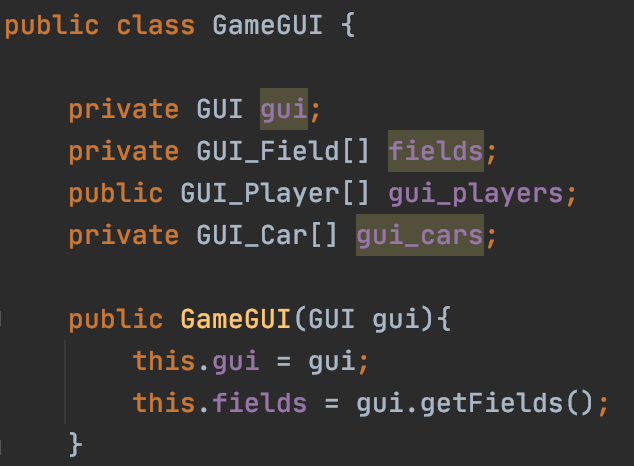 public class GameGUI {
private GUI gui;
private GUI_Field[] fields;
public GUI_Player[] gui_players;
private GUI_Car[] gui_cars;
public GameGUI(GUI gui){
this.gui = gui;
this.fields = gui.getFields();
}